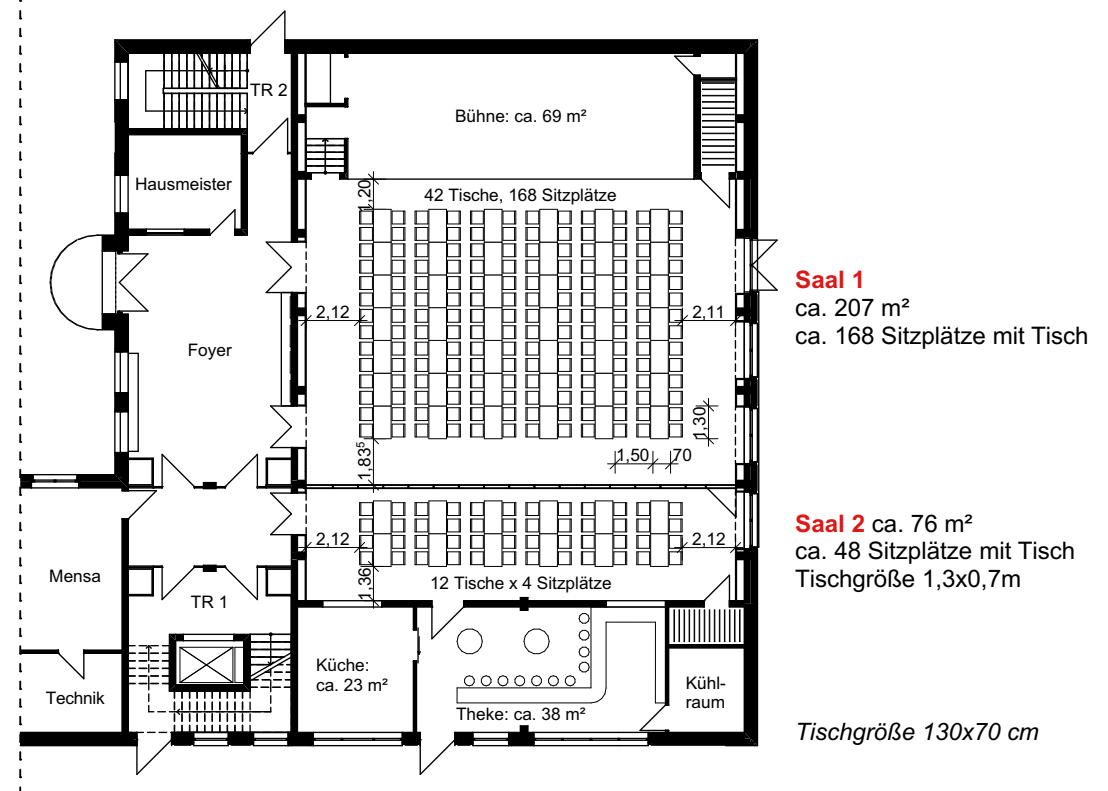 TR 2
Bühne: ca. 69 m²
Hausmeister
1,20
42 Tische, 168 Sitzplätze
Saal 1
ca. 207 m²
ca. 168 Sitzplätze mit Tisch
2,12
2,11
Foyer
1,30
1,83⁵
1,50
70
Saal 2 ca. 76 m²
ca. 48 Sitzplätze mit Tisch
Tischgröße 1,3x0,7m
2,12
2,12
Mensa
1,36
12 Tische x 4 Sitzplätze
TR 1
Küche:
ca. 23 m²
Technik
Theke: ca. 38 m²
Kühl-
raum
Tischgröße 130x70 cm